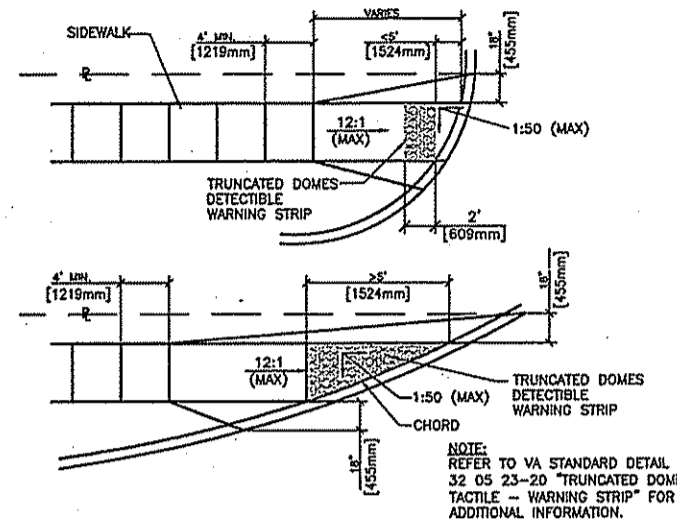 VARIES
SIDEWALK
4' MIN.
[1219mm]
≤5'
[1524mm]
18"
[455mm]
PL
12:1
(MAX)
1:50 (MAX)
TRUNCATED DOMES
DETECTIBLE
WARNING STRIP
2'
[609mm]
4' MIN.
[1219mm]
>5'
[1524mm]
18"
[455mm]
PL
12:1
(MAX)
TRUNCATED DOMES
DETECTIBLE
WARNING STRIP
1:50 (MAX)
CHORD
18"
[455mm]
NOTE:
REFER TO VA STANDARD DETAIL
32 05 23-20 "TRUNCATED DOME
TACTILE - WARNING STRIP" FOR
ADDITIONAL INFORMATION.